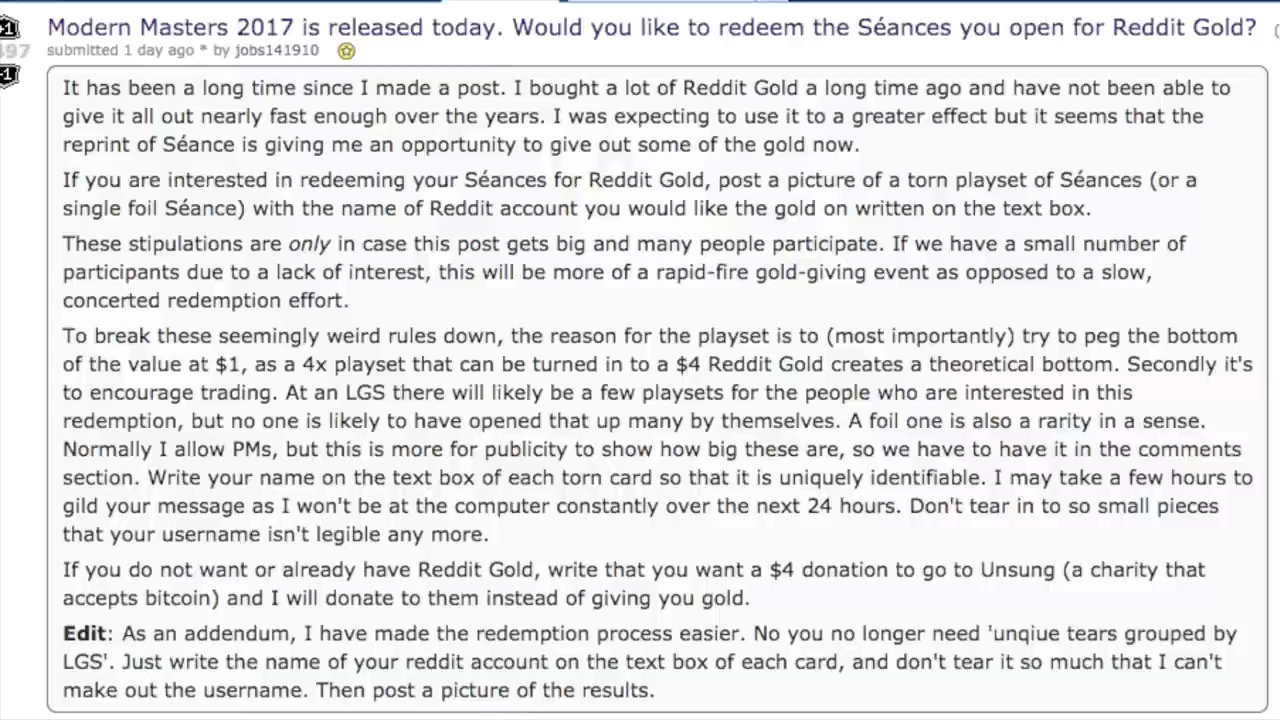 Modern Masters 2017 is released today. Would you like to redeem the Séances you open for Reddit Gold?
submitted 1 day ago * by jobs141910
It has been a long time since I made a post. I bought a lot of Reddit Gold a long time ago and have not been able to
give it all out nearly fast enough over the years. I was expecting to use it to a greater effect but it seems that the
reprint of Séance is giving me an opportunity to give out some of the gold now.
If you are interested in redeeming your Séances for Reddit Gold, post a picture of a torn playset of Séances (or a
single foil Séance) with the name of Reddit account you would like the gold on written on the text box.
These stipulations are only in case this post gets big and many people participate. If we have a small number of
participants due to a lack of interest, this will be more of a rapid-fire gold-giving event as opposed to a slow,
concerted redemption effort.
To break these seemingly weird rules down, the reason for the playset is to (most importantly) try to peg the bottom
of the value at $1, as a 4x playset that can be turned in to a $4 Reddit Gold creates a theoretical bottom. Secondly it's
to encourage trading. At an LGS there will likely be a few playsets for the people who are interested in this
redemption, but no one is likely to have opened that up many by themselves. A foil one is also a rarity in a sense.
Normally I allow PMs, but this is more for publicity to show how big these are, so we have to have it in the comments
section. Write your name on the text box of each torn card so that it is uniquely identifiable. I may take a few hours to
gild your message as I won't be at the computer constantly over the next 24 hours. Don't tear in to so small pieces
that your username isn't legible any more.
If you do not want or already have Reddit Gold, write that you want a $4 donation to go to Unsung (a charity that
accepts bitcoin) and I will donate to them instead of giving you gold.
Edit: As an addendum, I have made the redemption process easier. No you no longer need 'unqiue tears grouped by
LGS'. Just write the name of your reddit account on the text box of each card, and don't tear it so much that I can't
make out the username. Then post a picture of the results.